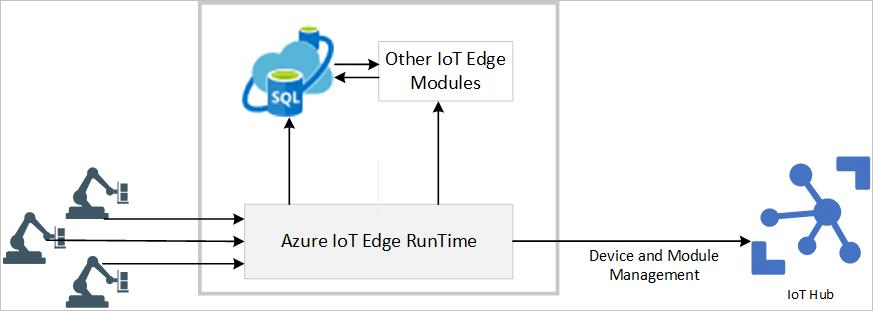 Other IoT Edge
Modules
SQL
Azure IoT Edge RunTime
Device and Module
Management
IoT Hub